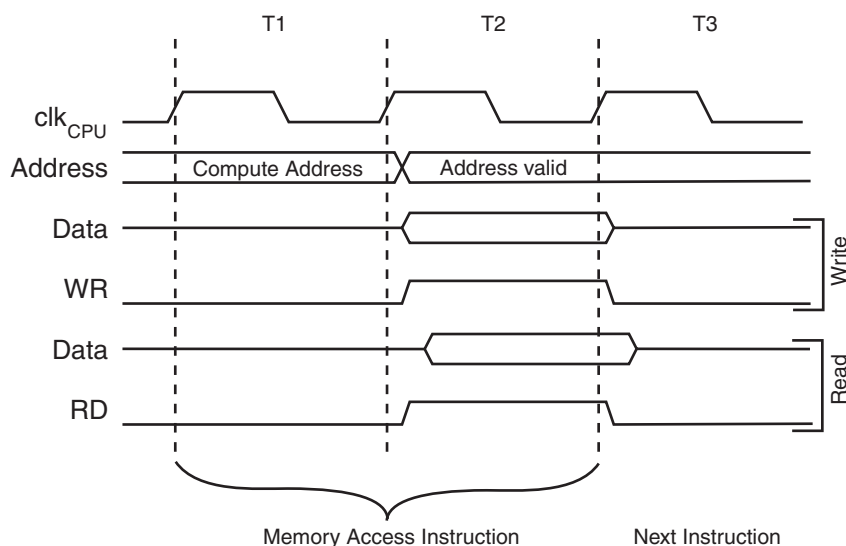 T1 T2 T3
clkCPU
Address Compute Address Address valid
Data
WR
Write
Data
RD
Read
Memory Access Instruction Next Instruction